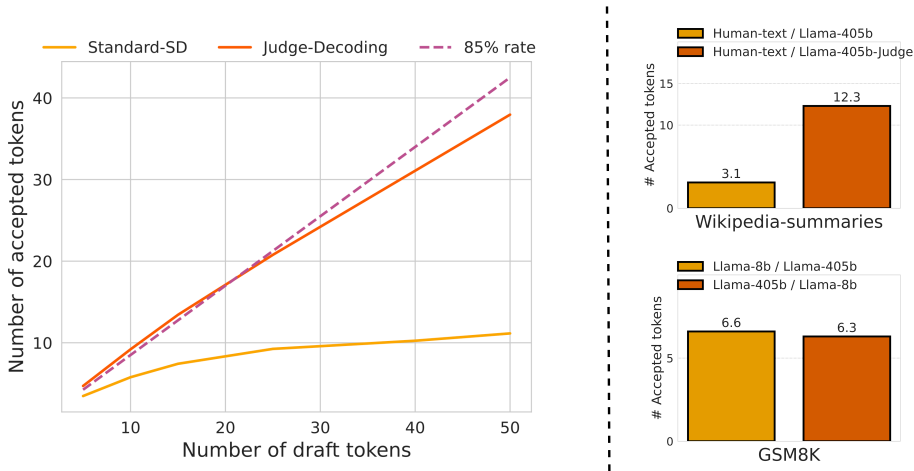 Standard-SD Judge-Decoding 85% rate
Number of accepted tokens
40
30
20
10
10 20 30 40 50
Number of draft tokens
Human-text / Llama-405b
Human-text / Llama-405b-Judge
# Accepted tokens
15
10
0
3.1
12.3
Wikipedia-summaries
Llama-8b / Llama-405b
Llama-405b / Llama-8b
# Accepted tokens
5
0
6.6
6.3
GSM8K